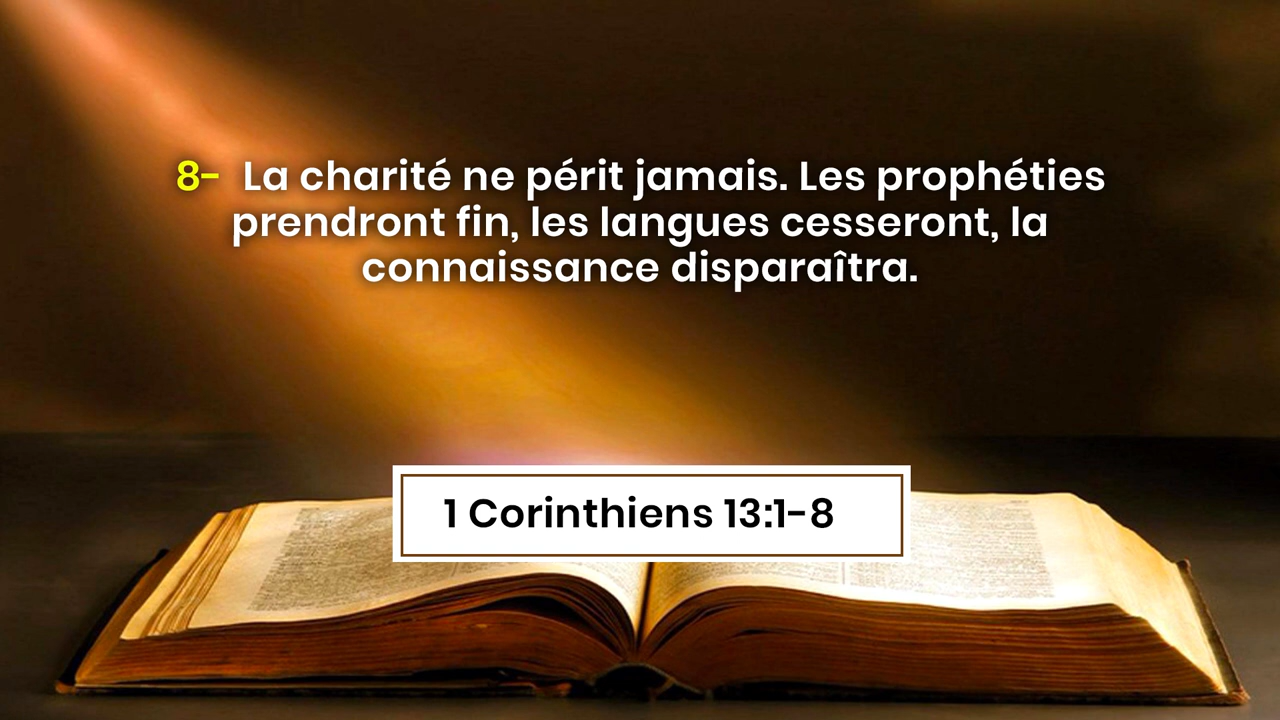 8- La charité ne périt jamais. Les prophéties
prendront fin, les langues cesseront, la
connaissance disparaîtra.
1 Corinthiens 13:1-8